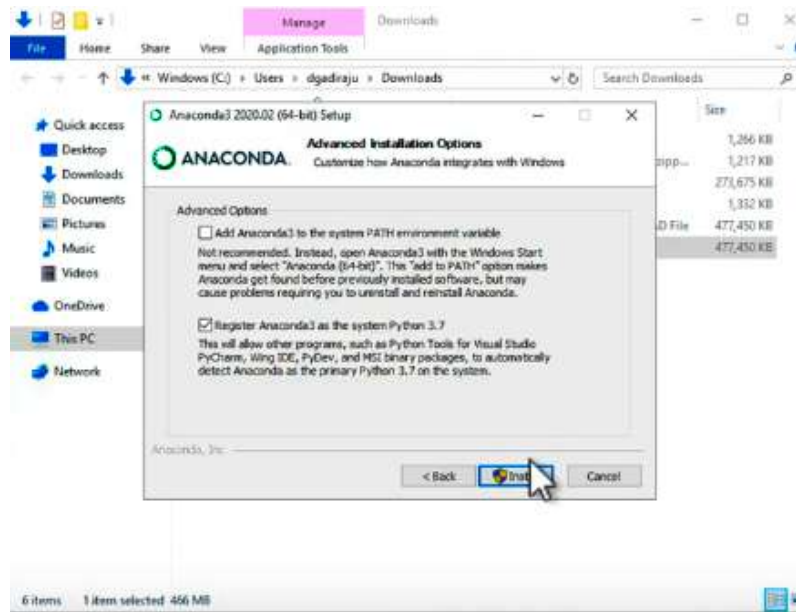 Manage
Downloads
File Home Share View Application Tools
« Windows (C:) › Users › dgadiraju › Downloads
Search Downloads
Size
Quick access
Desktop
Downloads
Documents
Pictures
Music
Videos
OneDrive
This PC
Network
1,266 KB
1,217 KB
273,675 KB
1,332 KB
477,450 KB
477,450 KB
Anaconda3 2020.02 (64-bit) Setup
ANACONDA.
Advanced Installation Options
Customize how Anaconda integrates with Windows
Advanced Options
Add Anaconda3 to the system PATH environment variable
Not recommended. Instead, open Anaconda3 with the Windows Start
menu and select "Anaconda (64-bit)". This "add to PATH" option makes
Anaconda get found before previously installed software, but may
cause problems requiring you to uninstall and reinstall Anaconda.
Register Anaconda3 as the system Python 3.7
This will allow other programs, such as Python Tools for Visual Studio
PyCharm, Wing IDE, PyDev, and MSI binary packages, to automatically
detect Anaconda as the primary Python 3.7 on the system.
Anaconda, Inc.
< Back
Cancel
6 items 1 item selected 466 MB